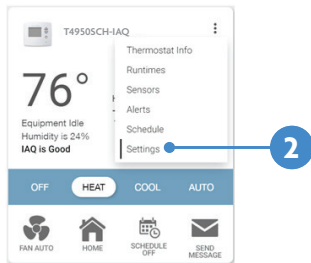 T4950SCH-IAQ
Thermostat Info
Runtimes
Sensors
Alerts
Schedule
Settings
2
76°
Equipment Idle
Humidity is 24%
IAQ is Good
OFF
HEAT
COOL
AUTO
FAN AUTO
HOME
SCHEDULE
OFF
SEND
MESSAGE